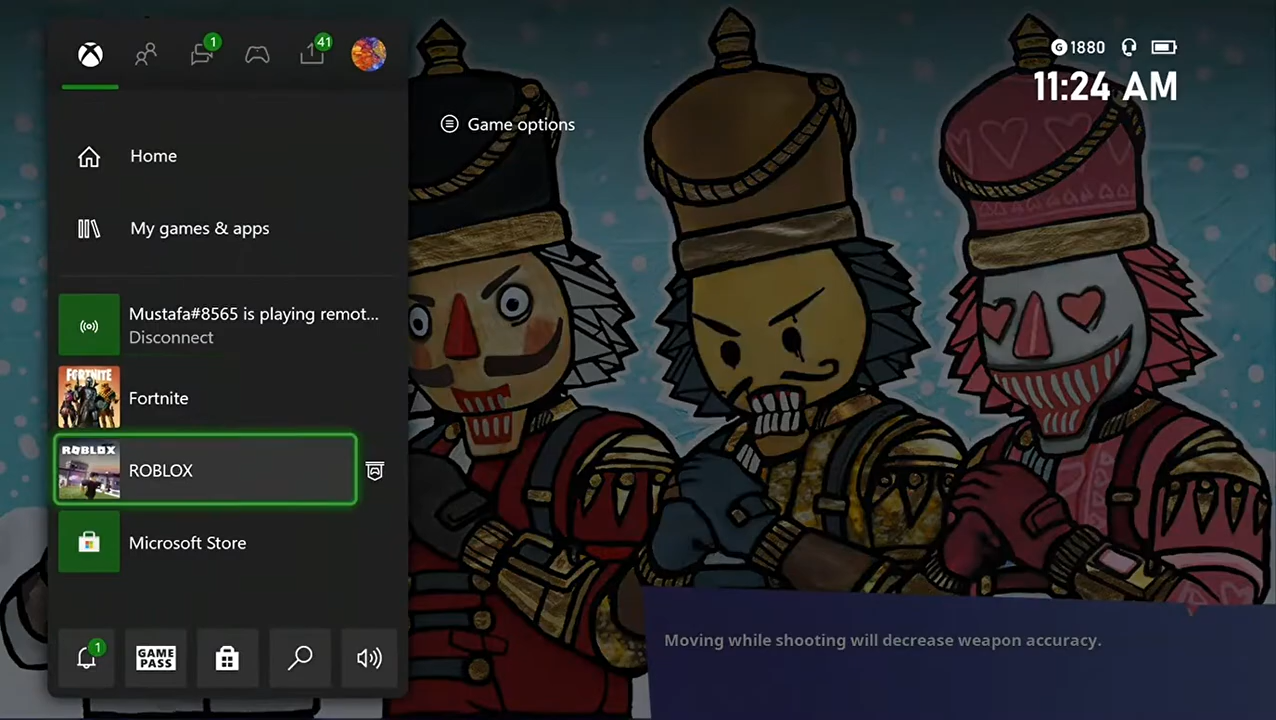 1
41
G 1880
11:24 AM
Game options
Home
My games & apps
Mustafa#8565 is playing remot...
Disconnect
FORTNITE
Fortnite
ROBLOX
ROBLOX
Microsoft Store
1
GAME
PASS
Moving while shooting will decrease weapon accuracy.